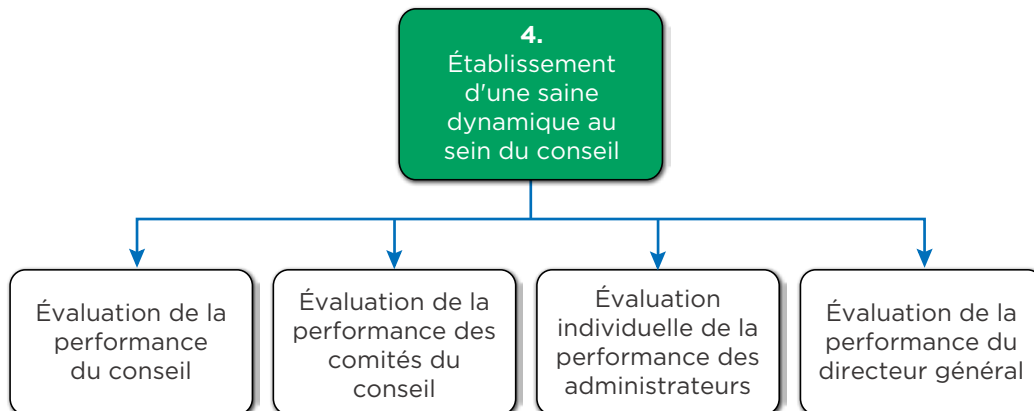 4.
Établissement
d'une saine
dynamique au
sein du conseil
Évaluation de la
performance
du conseil
Évaluation de la
performance des
comités du
conseil
Évaluation
individuelle de la
performance des
administrateurs
Évaluation de la
performance du
directeur général